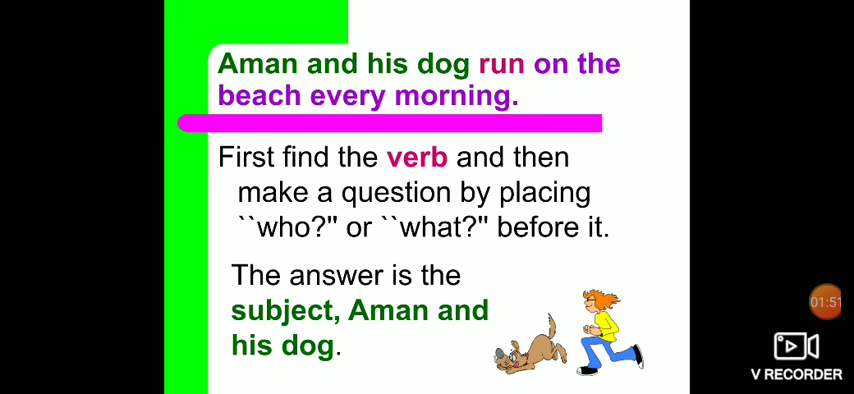 Aman and his dog run on the
beach every morning.
First find the verb and then
make a question by placing
``who?" or ``what?" before it.
The answer is the
subject, Aman and
his dog.
01:51
V RECORDER